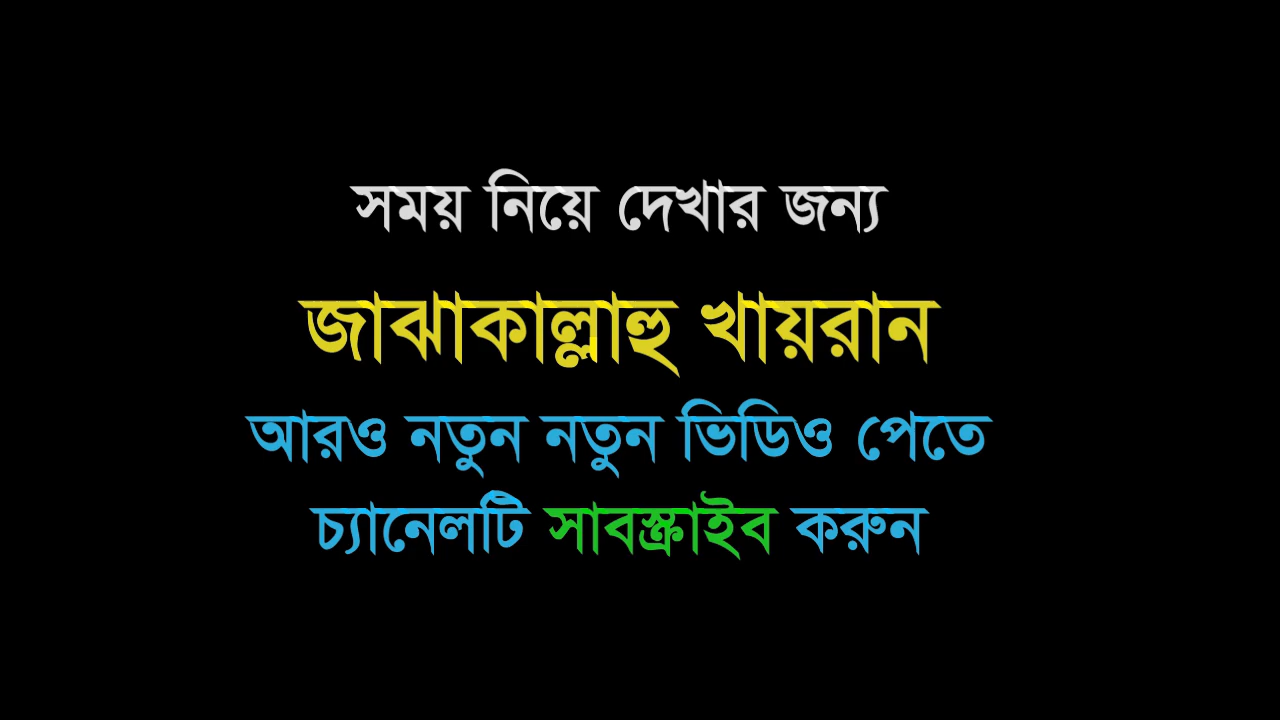 সময় নিয়ে দেখার জন্য
জাঝাকাল্লাহু খায়রান
আরও নতুন নতুন ভিডিও পেতে
চ্যানেলটি সাবস্ক্রাইব করুন